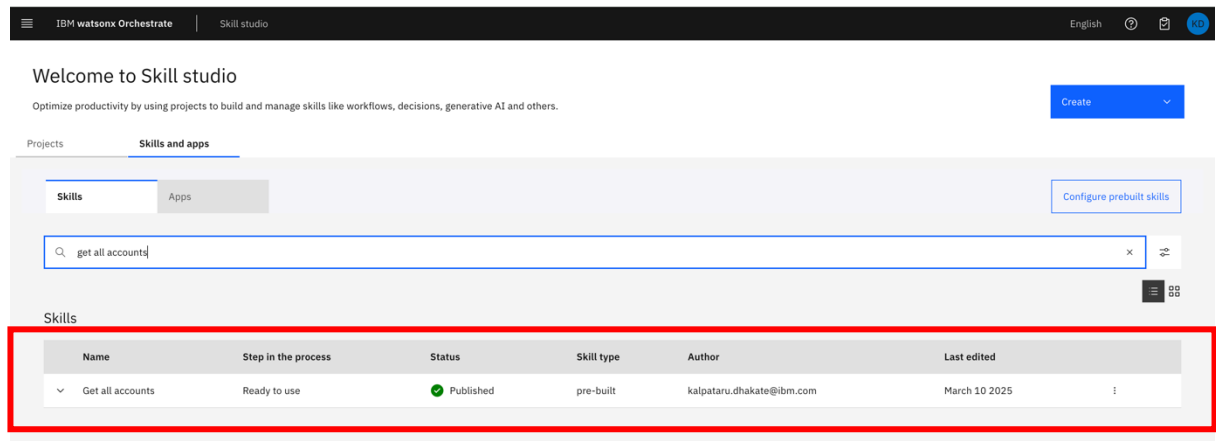 IBM watsonx Orchestrate Skill studio English KD
Welcome to Skill studio
Optimize productivity by using projects to build and manage skills like workflows, decisions, generative AI and others.
Create
Projects Skills and apps
Skills Apps Configure prebuilt skills
get all accounts
Skills
Name Step in the process Status Skill type Author Last edited
Get all accounts Ready to use Published pre-built kalpataru.dhakate@ibm.com March 10 2025